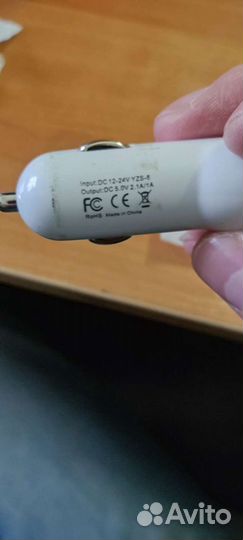 Input:DC 12-24V YZS-6
Output:DC 5.0V 2.1A/1A
FC CE
RoHS Made in China
Avito